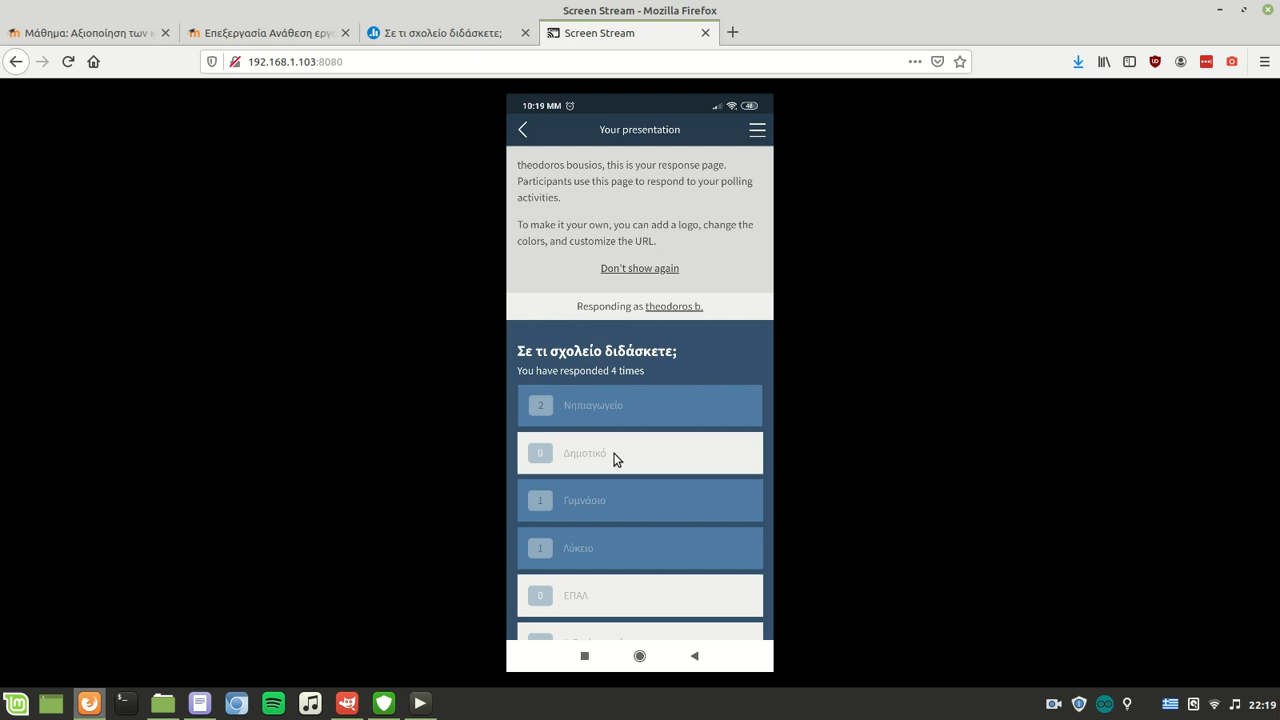 Screen Stream - Mozilla Firefox
Μάθημα: Αξιοποίηση των
Επεξεργασία Ανάθεση εργ
Σε τι σχολείο διδάσκετε;
Screen Stream
192.168.1.103:8080
10:19 ΜΜ
48
Your presentation
theodoros bousios, this is your response page.
Participants use this page to respond to your polling
activities.
To make it your own, you can add a logo, change the
colors, and customize the URL.
Don't show again
Responding as theodoros b.
Σε τι σχολείο διδάσκετε;
You have responded 4 times
2 Νηπιαγωγείο
0 Δημοτικό
1 Γυμνάσιο
1 Λύκειο
0 ΕΠΑΛ
22:19